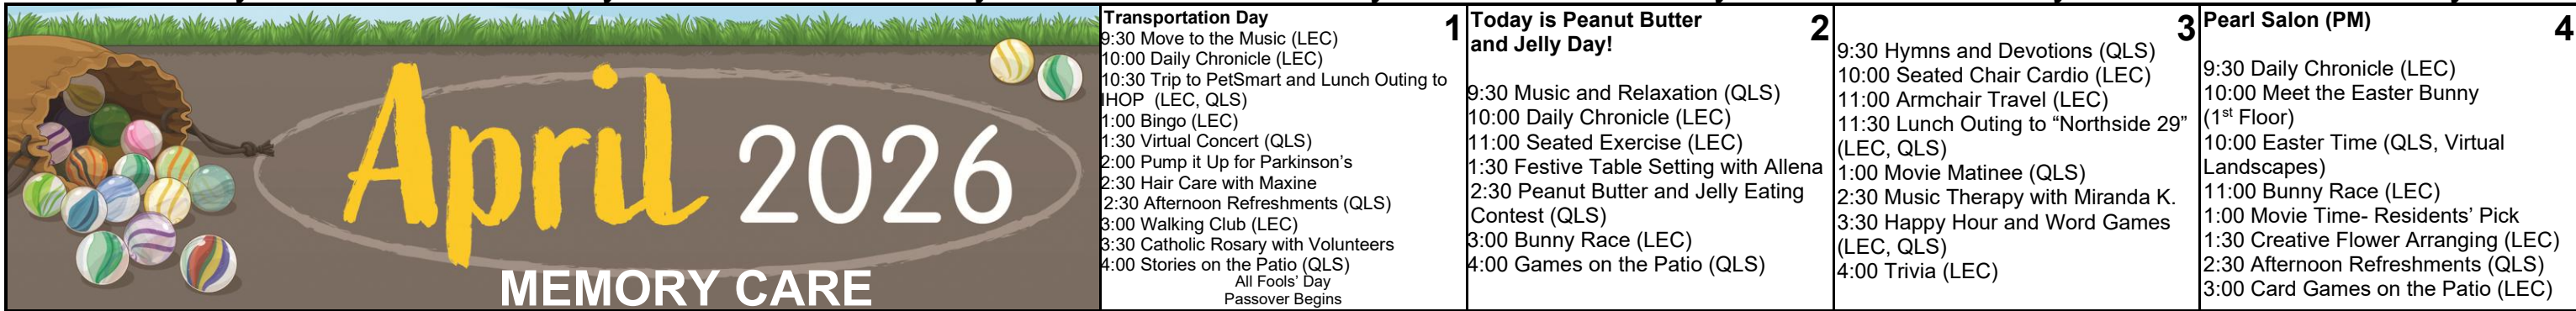 April 2026
MEMORY CARE
Transportation Day
1
9:30 Move to the Music (LEC)
10:00 Daily Chronicle (LEC)
10:30 Trip to PetSmart and Lunch Outing to
IHOP (LEC, QLS)
1:00 Bingo (LEC)
1:30 Virtual Concert (QLS)
2:00 Pump it Up for Parkinson's
2:30 Hair Care with Maxine
2:30 Afternoon Refreshments (QLS)
3:00 Walking Club (LEC)
3:30 Catholic Rosary with Volunteers
4:00 Stories on the Patio (QLS)
All Fools' Day
Passover Begins
Today is Peanut Butter
and Jelly Day!
2
9:30 Music and Relaxation (QLS)
10:00 Daily Chronicle (LEC)
11:00 Seated Exercise (LEC)
1:30 Festive Table Setting with Allena
2:30 Peanut Butter and Jelly Eating
Contest (QLS)
3:00 Bunny Race (LEC)
4:00 Games on the Patio (QLS)
3
9:30 Hymns and Devotions (QLS)
10:00 Seated Chair Cardio (LEC)
11:00 Armchair Travel (LEC)
11:30 Lunch Outing to “Northside 29”
(LEC, QLS)
1:00 Movie Matinee (QLS)
2:30 Music Therapy with Miranda K.
3:30 Happy Hour and Word Games
(LEC, QLS)
4:00 Trivia (LEC)
Pearl Salon (PM)
4
9:30 Daily Chronicle (LEC)
10:00 Meet the Easter Bunny
(1st Floor)
10:00 Easter Time (QLS, Virtual
Landscapes)
11:00 Bunny Race (LEC)
1:00 Movie Time- Residents' Pick
1:30 Creative Flower Arranging (LEC)
2:30 Afternoon Refreshments (QLS)
3:00 Card Games on the Patio (LEC)